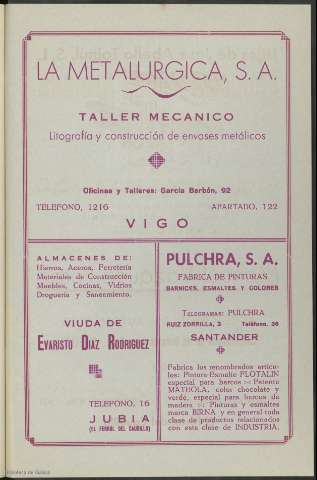 LA METALURGICA, S. A.
TALLER MECANICO
Litografía y construcción de envases metálicos
Oficinas y Talleres: García Barbón, 92
TELEFONO, 1216 APARTADO, 122
VIGO
ALMACENES DE:
Hierros, Aceros, Ferretería
Materiales de Construcción
Muebles, Cocinas, Vidrios
Droguería y Saneamiento.
VIUDA DE
EVARISTO DIAZ RODRIGUEZ
TELEFONO, 16
JUBIA
(EL FERROL DEL CAUDILLO)
PULCHRA, S. A.
FABRICA DE PINTURAS
BARNICES, ESMALTES Y COLORES
TELEGRAMAS: PULCHRA
RUIZ ZORRILLA, 3 Teléfono, 36
SANTANDER
Fabrica los renombrados artícu-
los: Pintura-Esmalte FLOTALIN
especial para barcos :-: Patente
MATEOLA, color chocolate y
verde, especial para barcos de
madera :-: Pinturas y esmaltes
marca BIRNA y en general toda
clase de productos relacionados
con esta clase de INDUSTRIA.
Biblioteca de Galicia